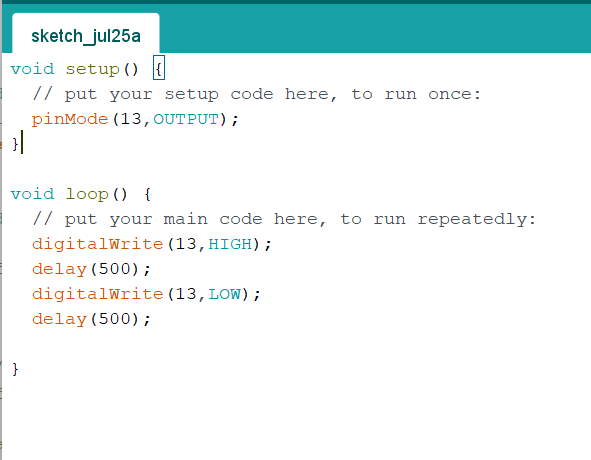 sketch_jul25a
void setup() {
  // put your setup code here, to run once:
  pinMode(13,OUTPUT);
}
void loop() {
  // put your main code here, to run repeatedly:
  digitalWrite(13,HIGH);
  delay(500);
  digitalWrite(13,LOW);
  delay(500);
}